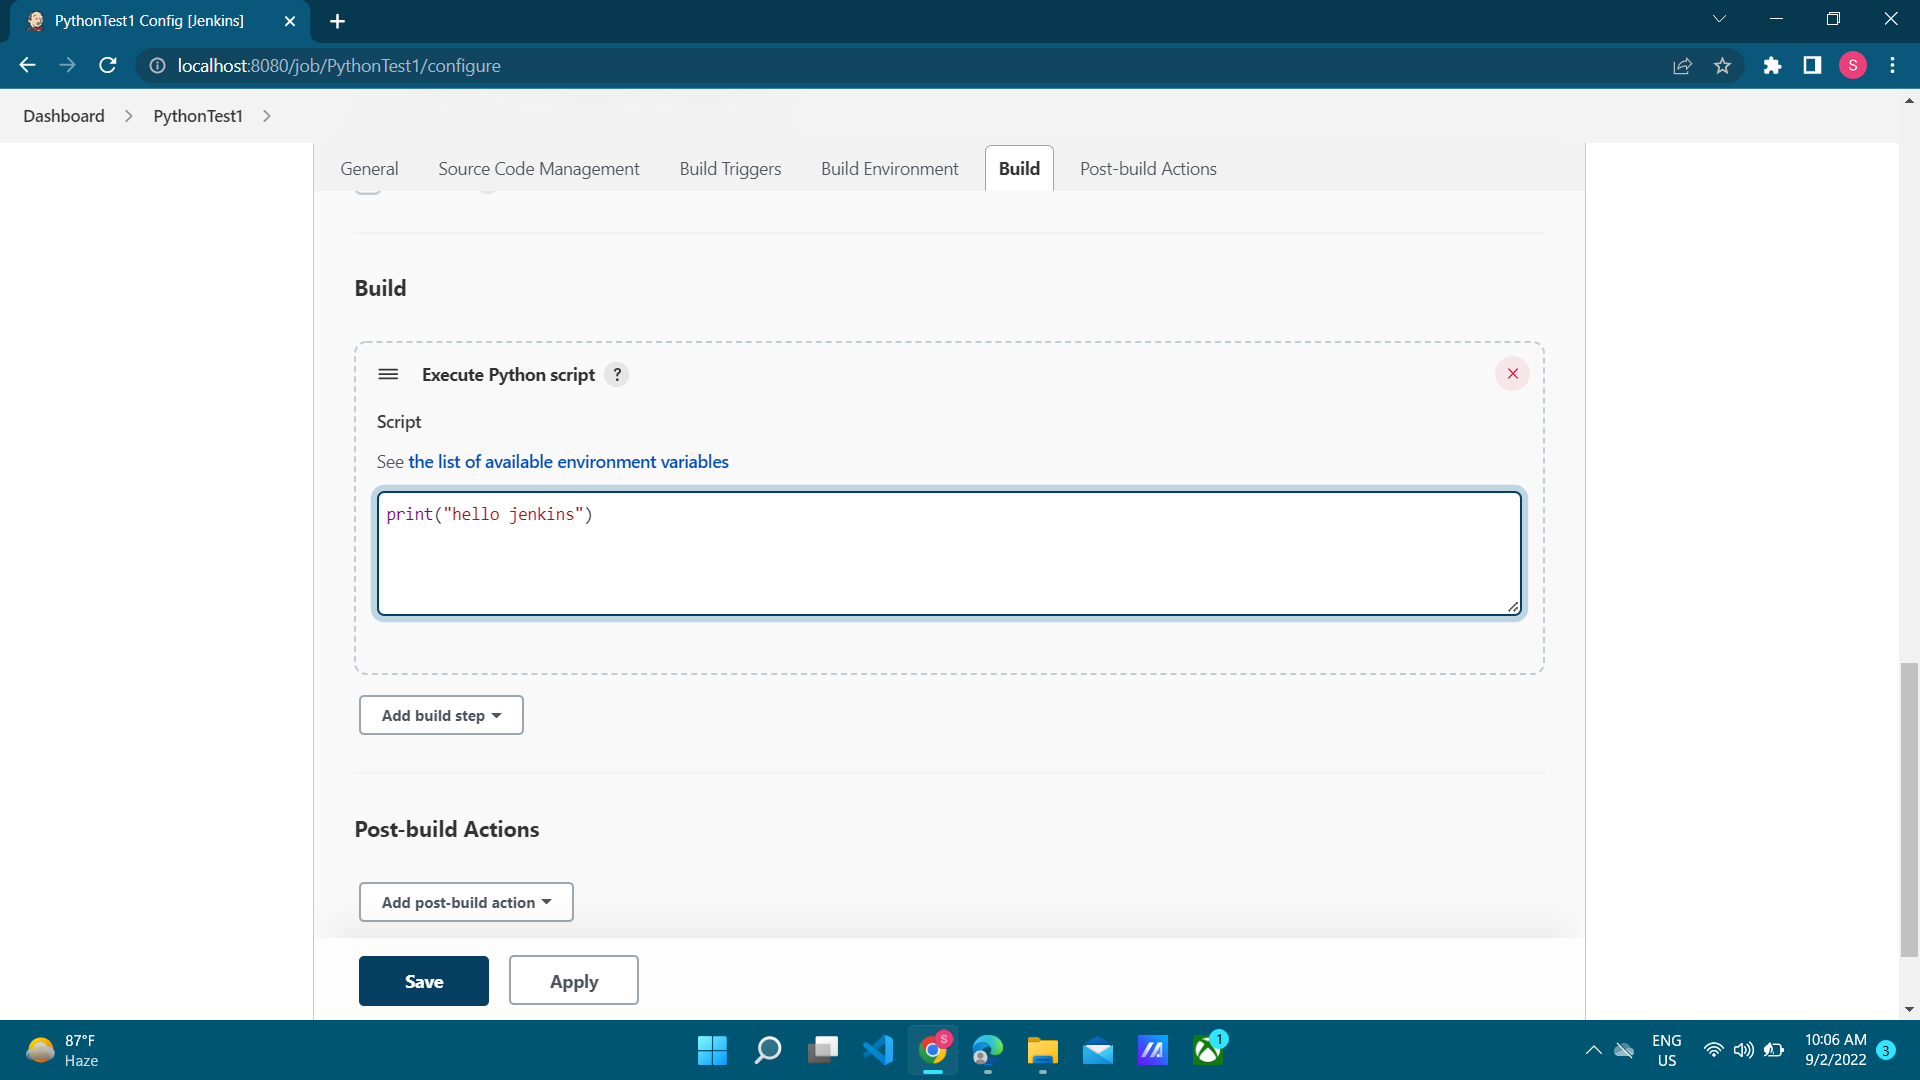 PythonTest1 Config [Jenkins]
localhost:8080/job/PythonTest1/configure
S
Dashboard
PythonTest1
General
Source Code Management
Build Triggers
Build Environment
Build
Post-build Actions
Build
Execute Python script ?
Script
See the list of available environment variables
print("hello jenkins")
Add build step
Post-build Actions
Add post-build action
Save
Apply
87°F
Haze
S
1
ENG
US
10:06 AM
9/2/2022
3